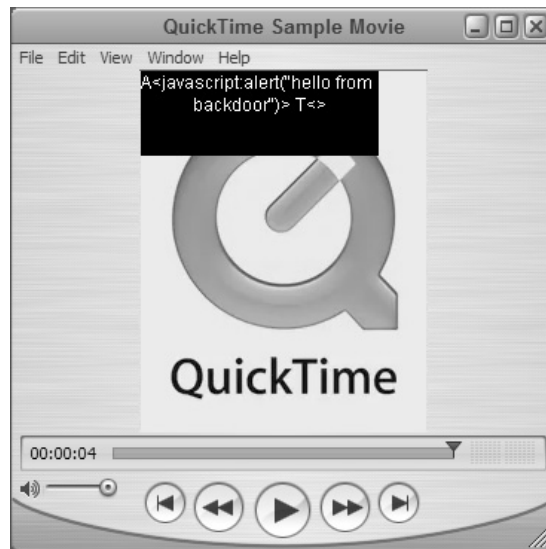 QuickTime Sample Movie
File Edit View Window Help
A<javascript:alert("hello from
backdoor")> T<>
QuickTime
00:00:04